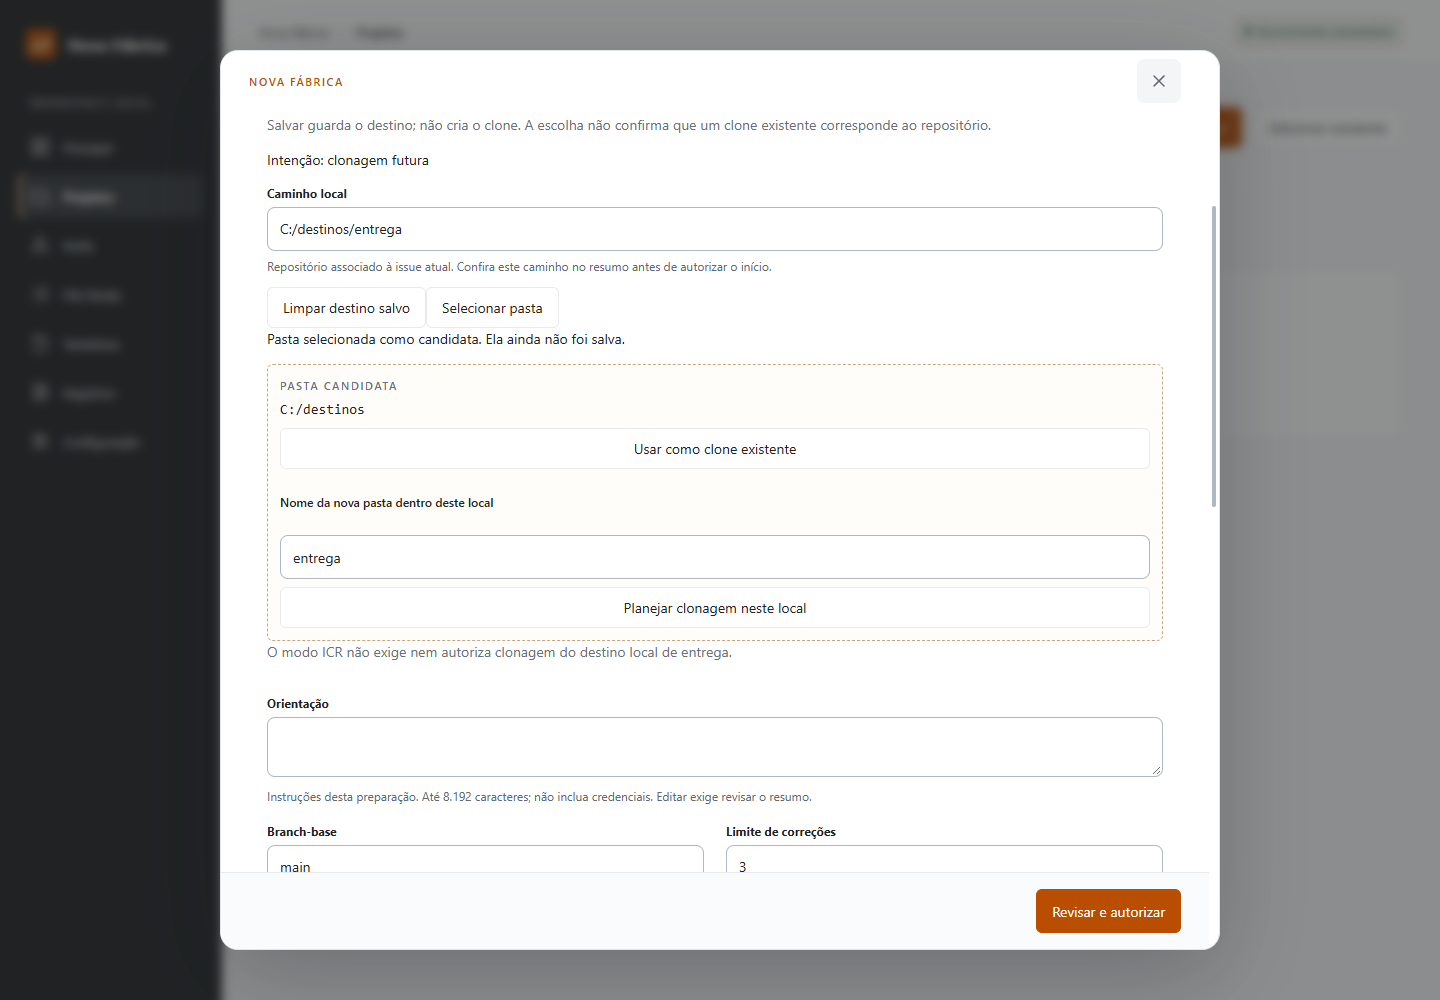 NOVA FÁBRICA
Salvar guarda o destino; não cria o clone. A escolha não confirma que um clone existente corresponde ao repositório.
Intenção: clonagem futura
Caminho local
C:/destinos/entrega
Repositório associado à issue atual. Confira este caminho no resumo antes de autorizar o início.
Limpar destino salvo
Selecionar pasta
Pasta selecionada como candidata. Ela ainda não foi salva.
PASTA CANDIDATA
C:/destinos
Usar como clone existente
Nome da nova pasta dentro deste local
entrega
Planejar clonagem neste local
O modo ICR não exige nem autoriza clonagem do destino local de entrega.
Orientação
Instruções desta preparação. Até 8.192 caracteres; não inclua credenciais. Editar exige revisar o resumo.
Branch-base
Limite de correções
main
3
Revisar e autorizar